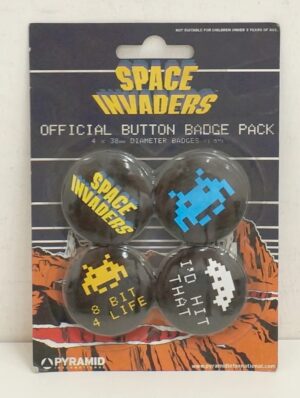 NOT SUITABLE FOR CHILDREN UNDER 3 YEARS OF AGE.
SPACE
INVADERS
OFFICIAL BUTTON BADGE PACK
4 x 38mm DIAMETER BADGES
SPACE
INVADERS
8 BIT
4 LIFE
I'D HIT
THAT
PYRAMID
INTERNATIONAL
www.pyramidinternational.com